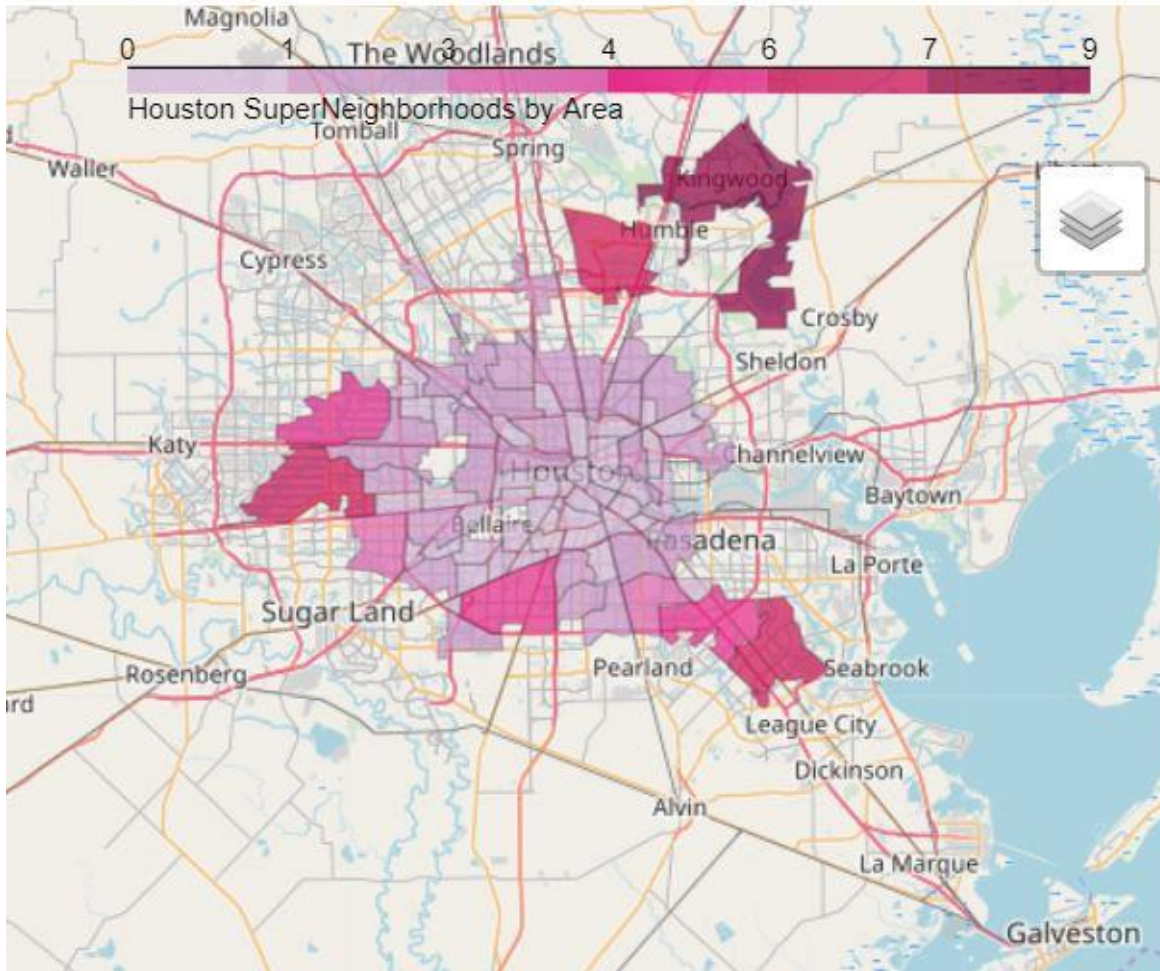 Magnolia
0 1 3 4 6 7 9
The Woodlands
Houston SuperNeighborhoods by Area
Tomball
Spring
Waller
Liberty
Kingwood
Humble
Cypress
Crosby
Sheldon
Katy
Channelview
Houston
Baytown
Bellaire
Pasadena
La Porte
Sugar Land
Rosenberg
Pearland
Seabrook
ard
League City
Dickinson
Alvin
La Marque
Galveston